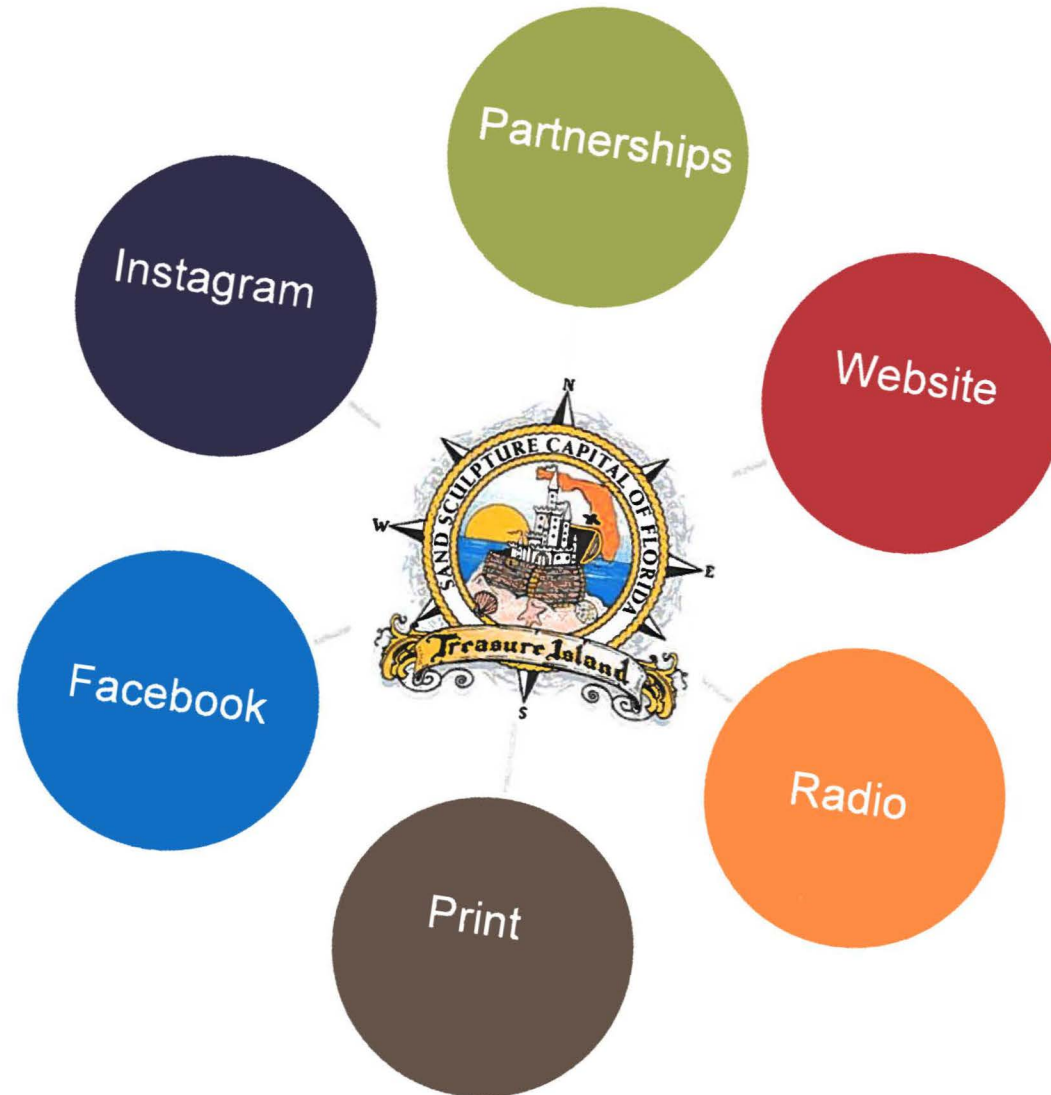 Partnerships
Instagram
Website
N
SAND SCULPTURE CAPITAL OF FLORIDA
W
E
Treasure Island
S
Facebook
Radio
Print